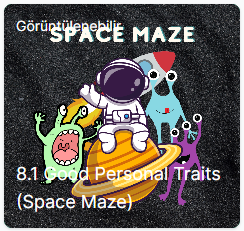 Görüntülenebilir
SPACE MAZE
8.1 Good Personal Traits
(Space Maze)